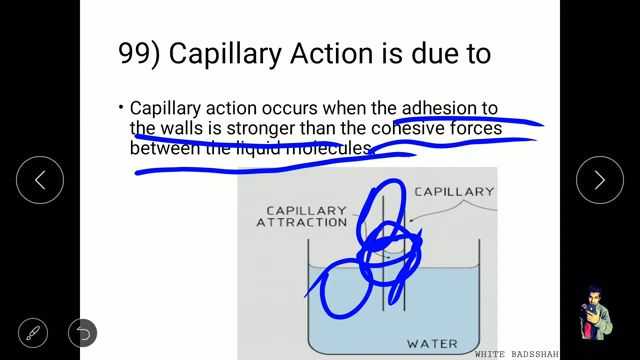 99) Capillary Action is due to
• Capillary action occurs when the adhesion to
the walls is stronger than the cohesive forces
between the liquid molecules.
CAPILLARY
CAPILLARY
ATTRACTION
WATER
WHITE BADSSHAH